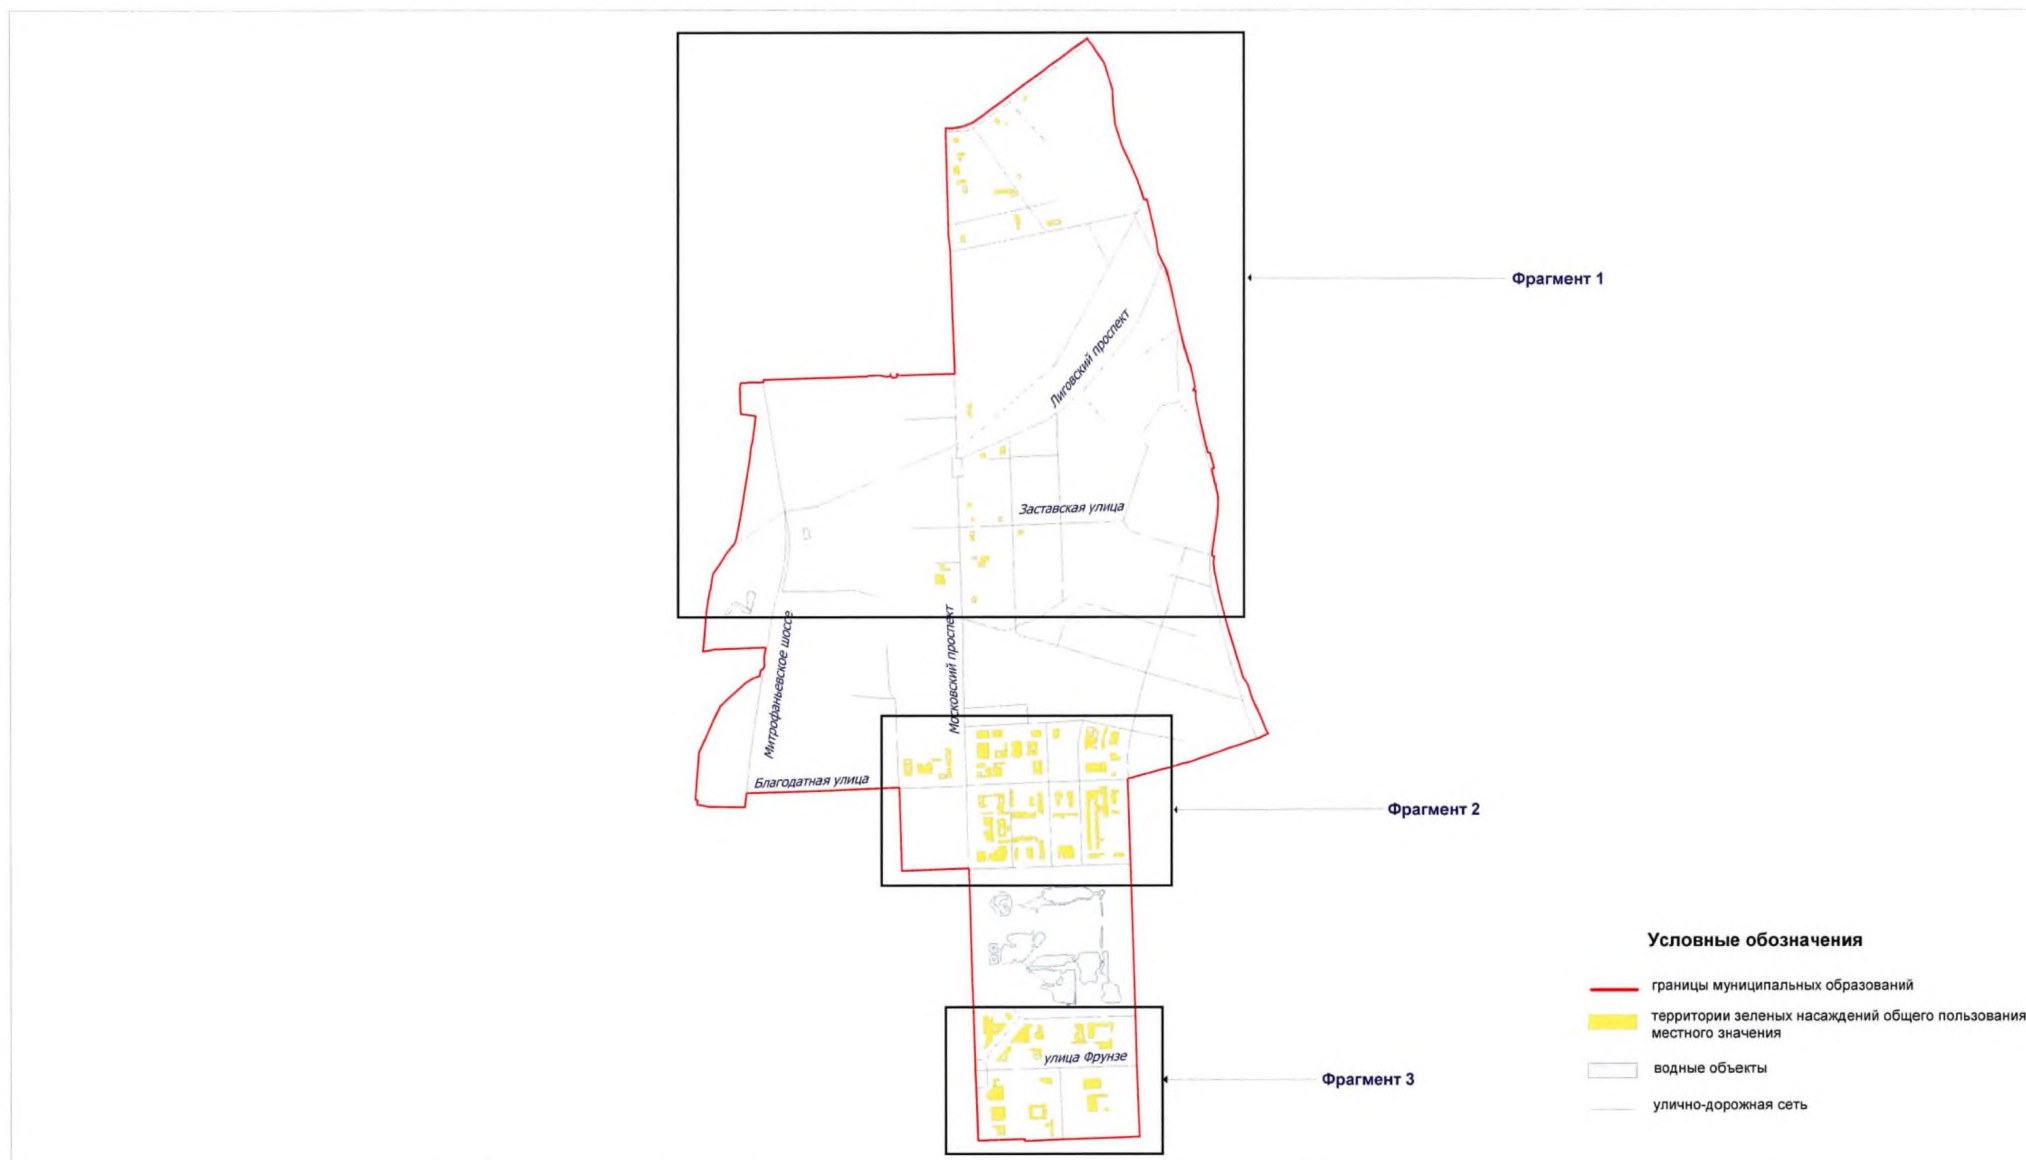 Фрагмент 1
Лиговский проспект
Заставская улица
Митрофаньевское шоссе
Московский проспект
Благодатная улица
Фрагмент 2
улица Фрунзе
Фрагмент 3
Условные обозначения
границы муниципальных образований
территории зеленых насаждений общего пользования
местного значения
водные объекты
улично-дорожная сеть